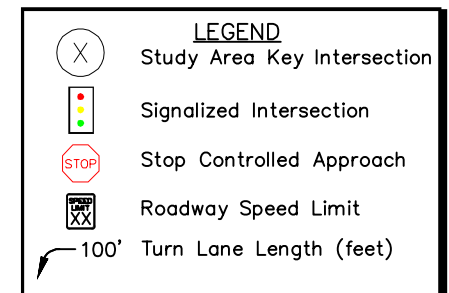 LEGEND
X Study Area Key Intersection
Signalized Intersection
STOP Stop Controlled Approach
SPEED
LIMIT
XX Roadway Speed Limit
100' Turn Lane Length (feet)